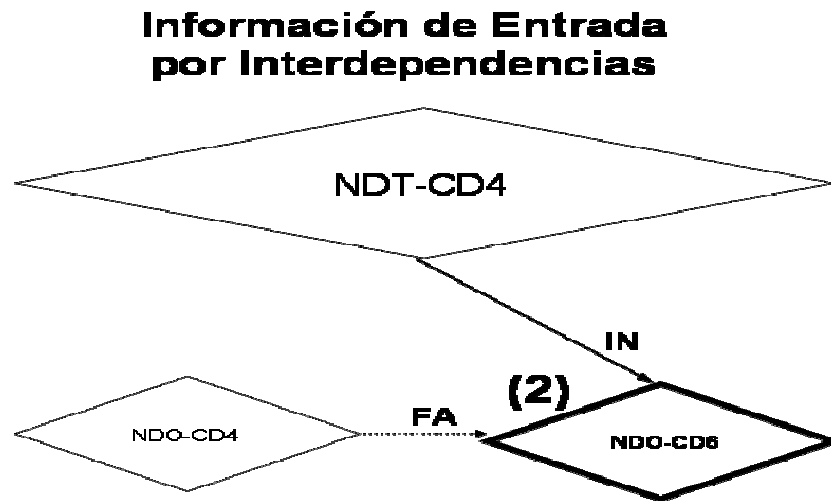 Información de Entrada
por Interdependencias
NDT-CD4
IN
(2)
FA
NDO-CD4
NDO-CD6